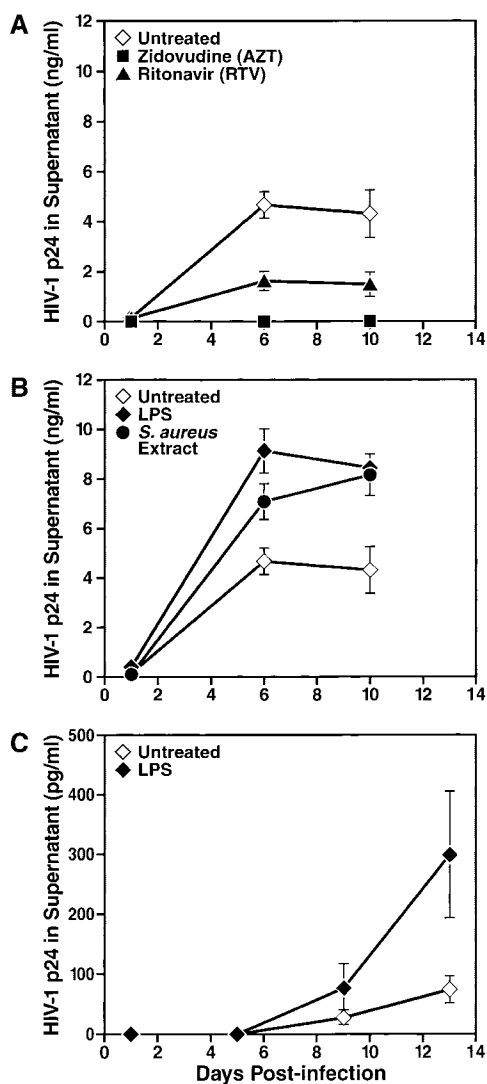 A
◇ Untreated
■ Zidovudine (AZT)
▲ Ritonavir (RTV)
HIV-1 p24 in Supernatant (ng/ml)
12
10
8
6
4
2
0
0 2 4 6 8 10 12 14
B
◇ Untreated
◆ LPS
● S. aureus
Extract
HIV-1 p24 in Supernatant (ng/ml)
12
10
8
6
4
2
0
0 2 4 6 8 10 12 14
C
◇ Untreated
◆ LPS
HIV-1 p24 in Supernatant (pg/ml)
500
400
300
200
100
0
0 2 4 6 8 10 12 14
Days Post-infection